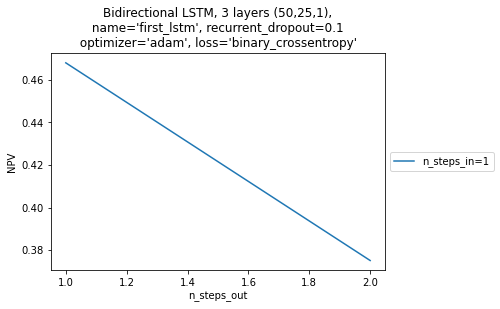 Bidirectional LSTM, 3 layers (50,25,1),
name='first_lstm', recurrent_dropout=0.1
optimizer='adam', loss='binary_crossentropy'
0.46
0.44
0.42
0.40
0.38
NPV
n_steps_in=1
1.0 1.2 1.4 1.6 1.8 2.0
n_steps_out